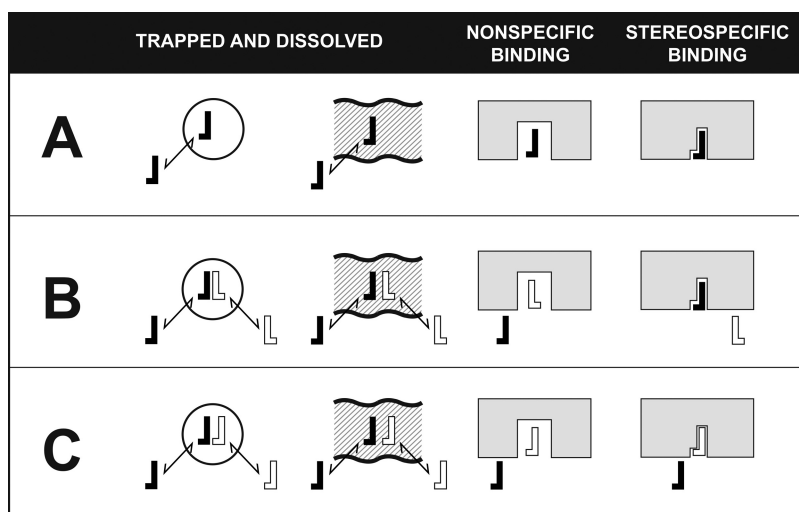 TRAPPED AND DISSOLVED
NONSPECIFIC
BINDING
STEREOSPECIFIC
BINDING
A
B
C